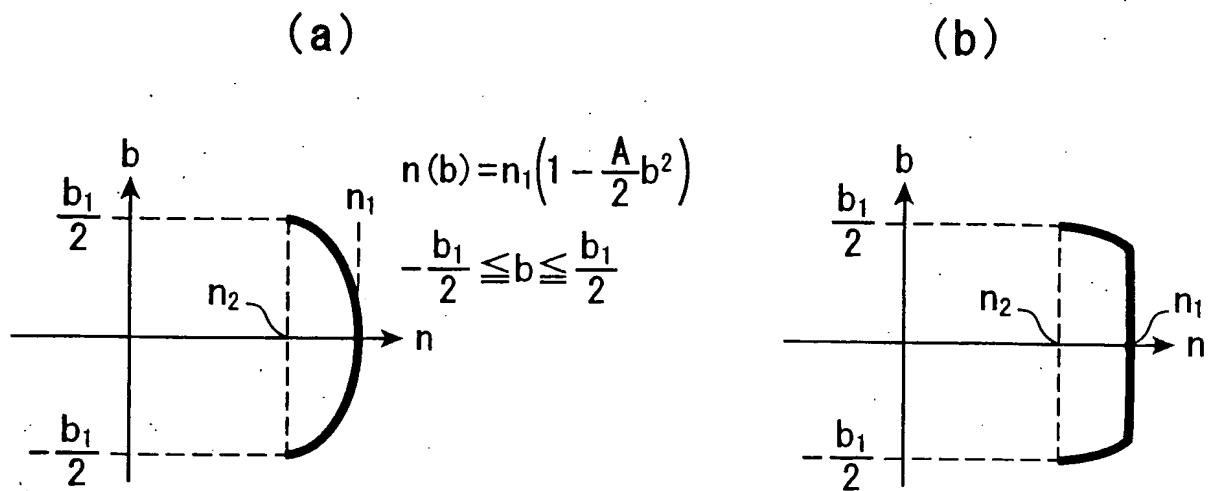 (a)
(b)
b
b₁/2
n₂
n₁
n
-b₁/2
n(b)=n₁(1-A/2 b²)
-b₁/2≦b≦b₁/2
b
b₁/2
n₂
n₁
n
-b₁/2